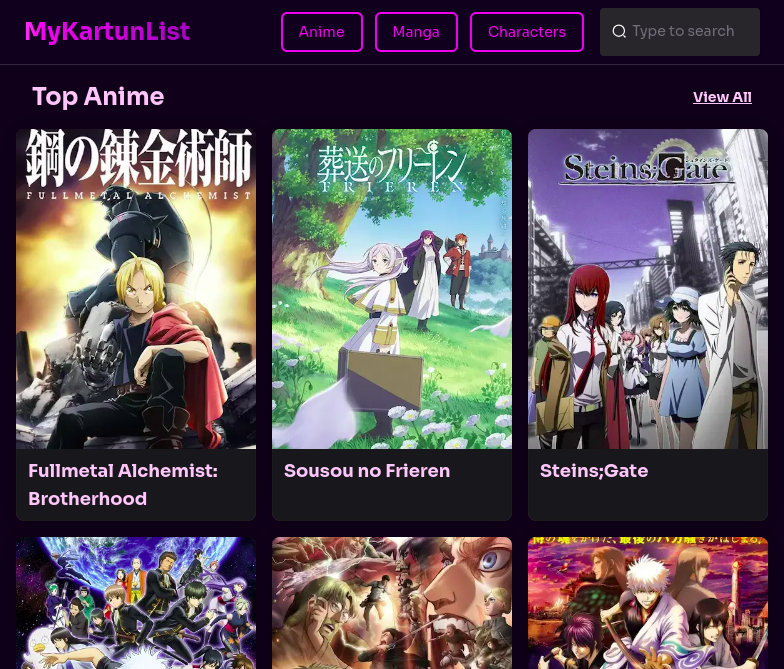 MyKartunList
Anime
Manga
Characters
Type to search
Top Anime
View All
鋼の錬金術師
FULLMETAL ALCHEMIST
葬送のフリーレン
FRIEREN
Steins;Gate
Fullmetal Alchemist:
Brotherhood
Sousou no Frieren
Steins;Gate